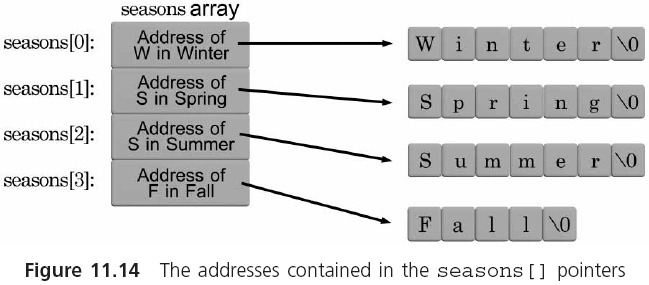 seasons array
seasons[0]:
Address of
W in Winter
W i n t e r \0
seasons[1]:
Address of
S in Spring
S p r i n g \0
seasons[2]:
Address of
S in Summer
S u m m e r \0
seasons[3]:
Address of
F in Fall
F a l l \0
Figure 11.14 The addresses contained in the seasons[] pointers